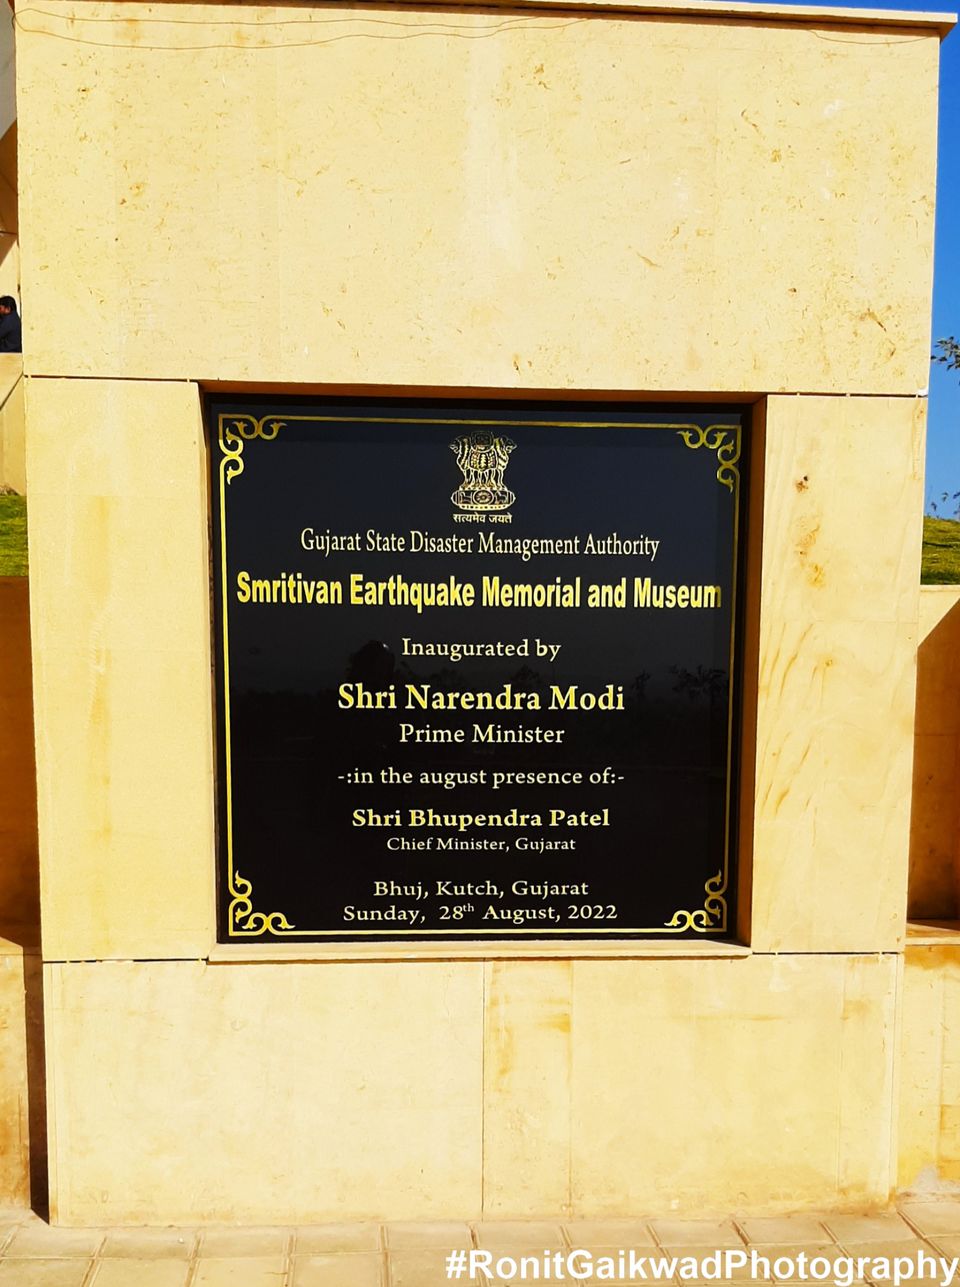 सत्यमेव जयते
Gujarat State Disaster Management Authority
Smritivan Earthquake Memorial and Museum
Inaugurated by
Shri Narendra Modi
Prime Minister
-:in the august presence of:-
Shri Bhupendra Patel
Chief Minister, Gujarat
Bhuj, Kutch, Gujarat
Sunday, 28th August, 2022
#RonitGaikwadPhotography